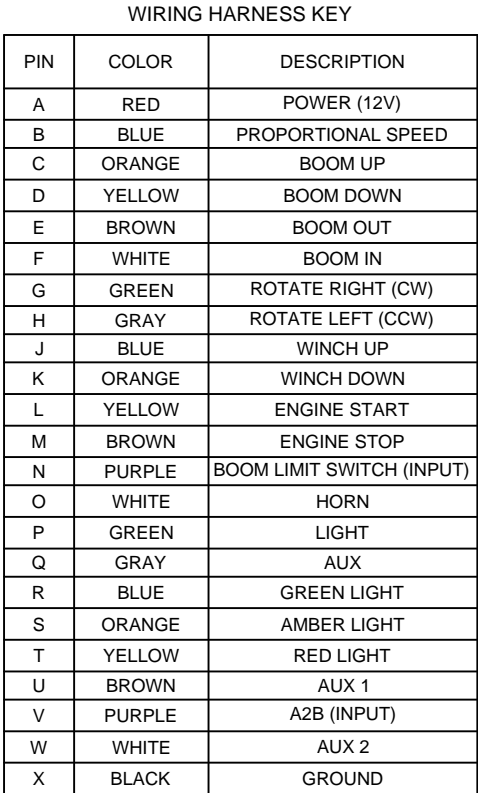 WIRING HARNESS KEY
PIN COLOR DESCRIPTION
A RED POWER (12V)
B BLUE PROPORTIONAL SPEED
C ORANGE BOOM UP
D YELLOW BOOM DOWN
E BROWN BOOM OUT
F WHITE BOOM IN
G GREEN ROTATE RIGHT (CW)
H GRAY ROTATE LEFT (CCW)
J BLUE WINCH UP
K ORANGE WINCH DOWN
L YELLOW ENGINE START
M BROWN ENGINE STOP
N PURPLE BOOM LIMIT SWITCH (INPUT)
O WHITE HORN
P GREEN LIGHT
Q GRAY AUX
R BLUE GREEN LIGHT
S ORANGE AMBER LIGHT
T YELLOW RED LIGHT
U BROWN AUX 1
V PURPLE A2B (INPUT)
W WHITE AUX 2
X BLACK GROUND